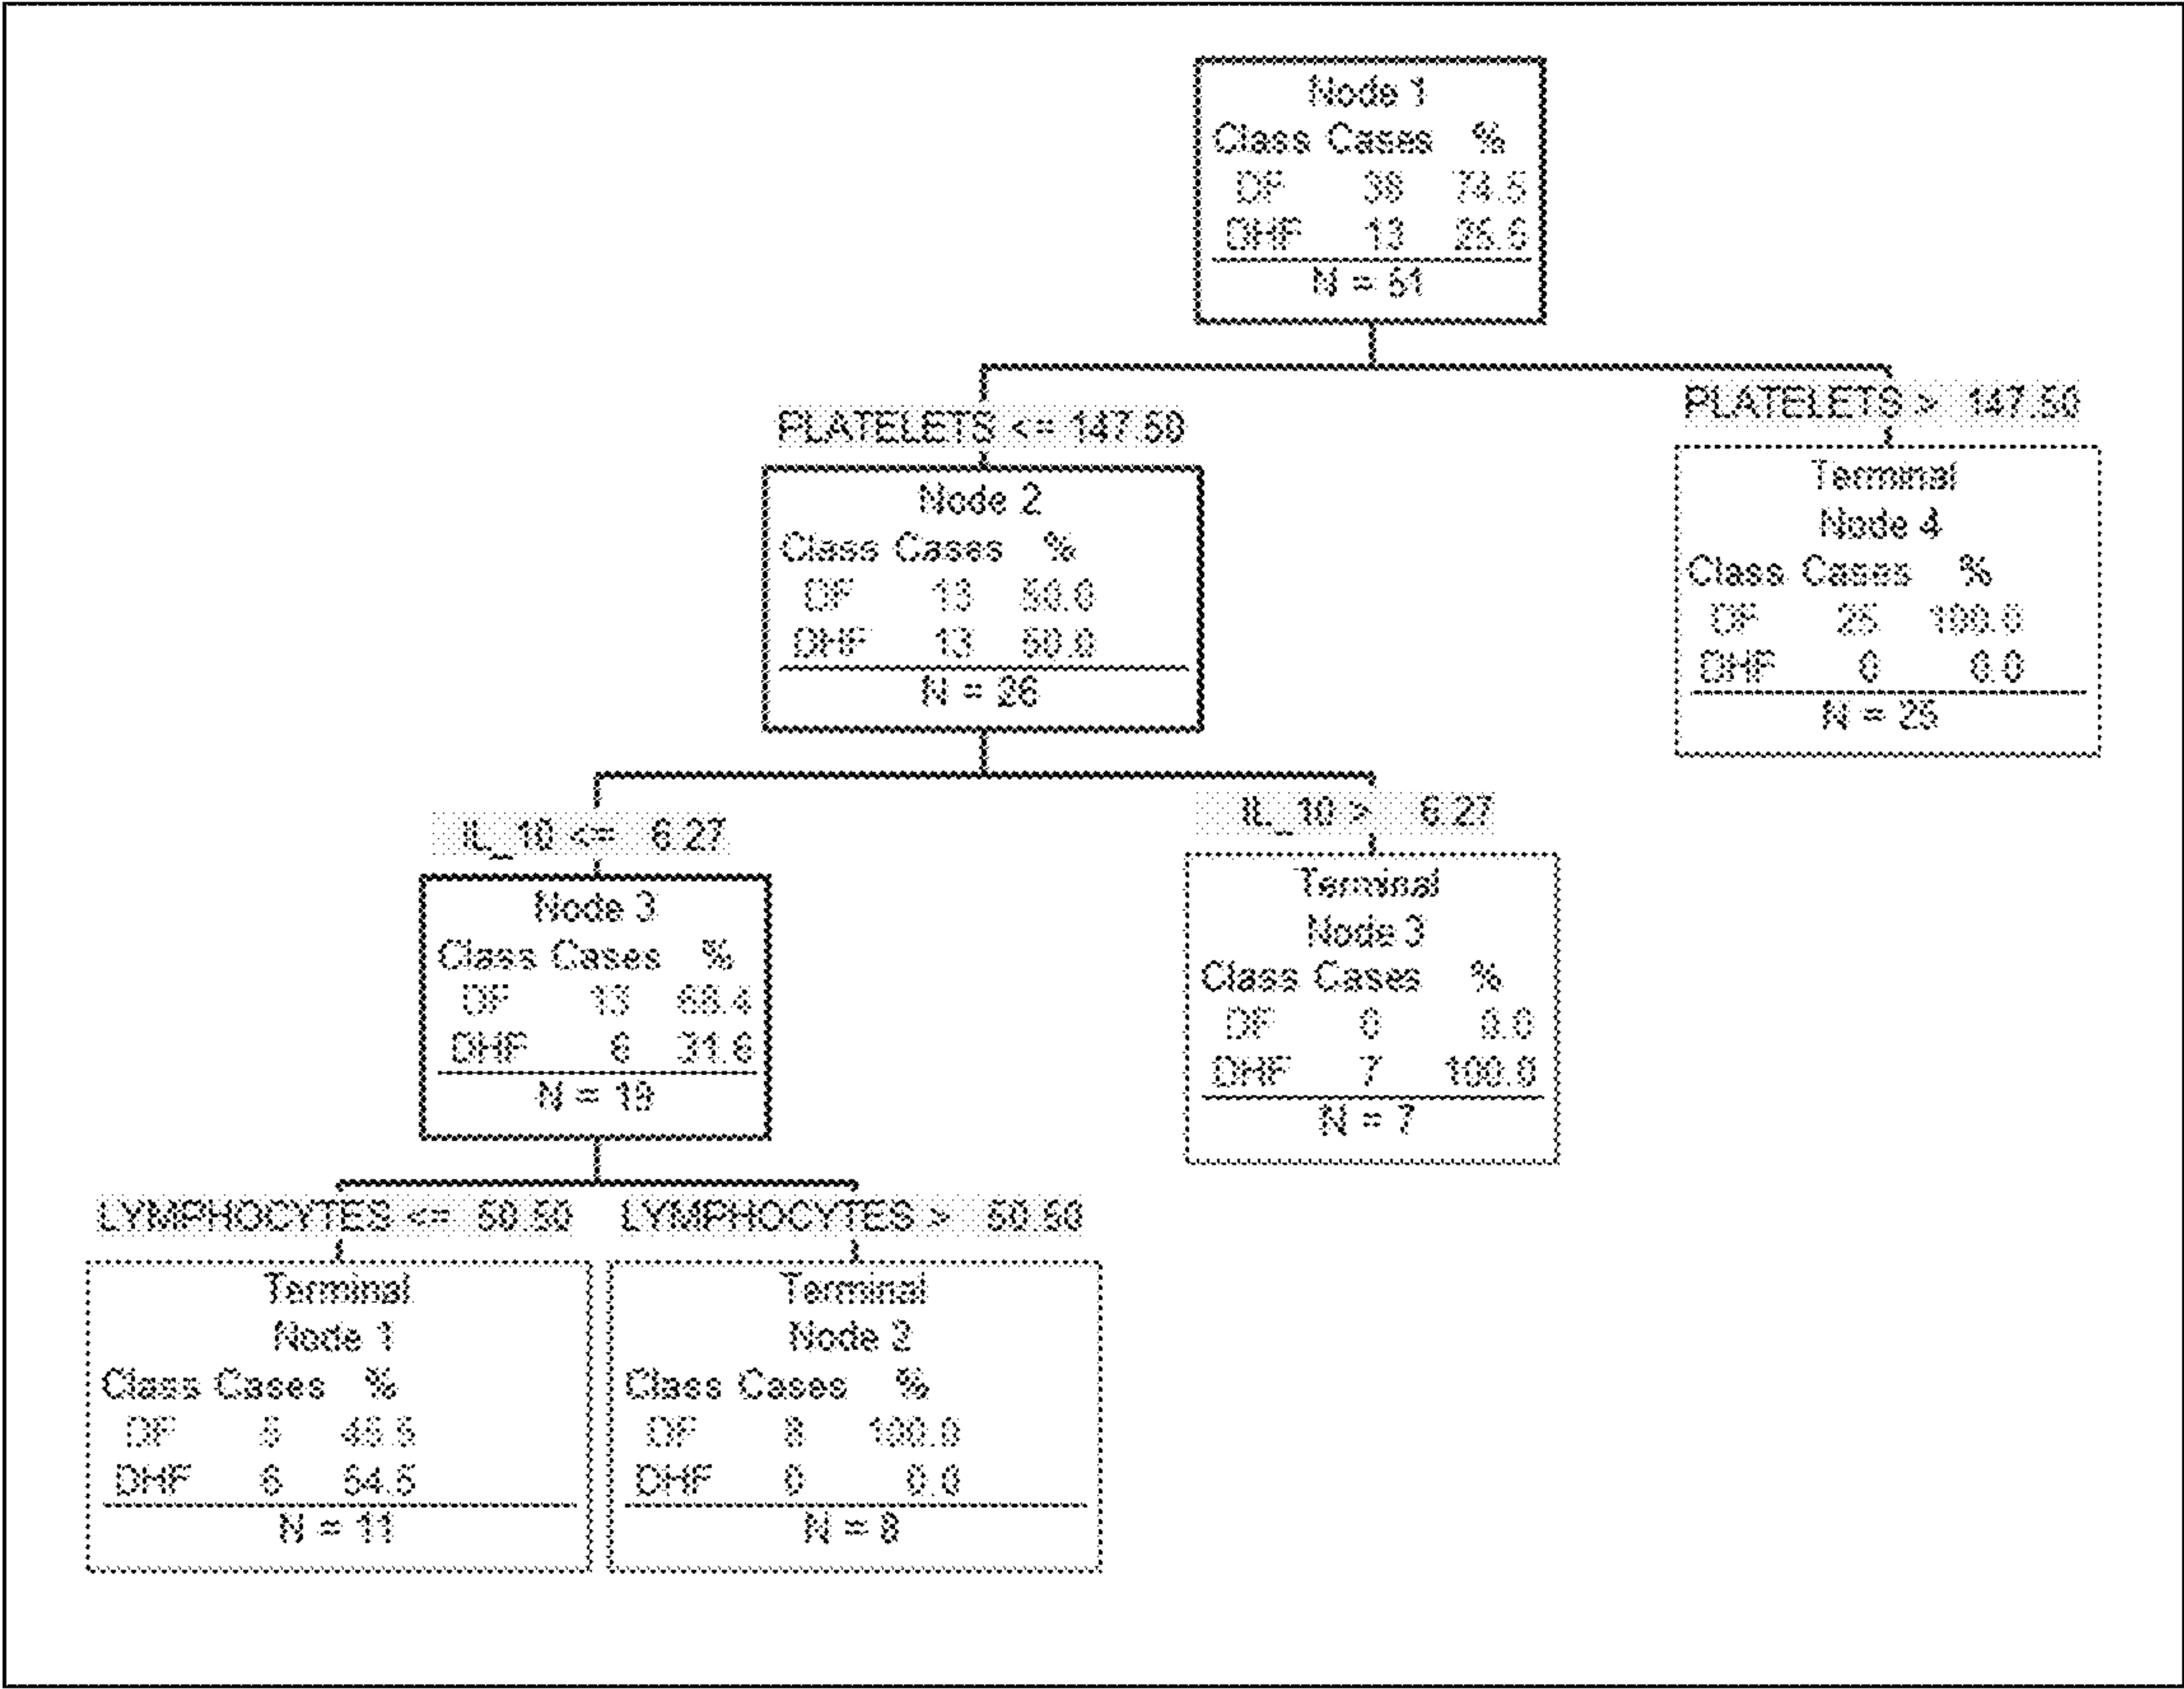 Node 1
Class Cases %
DF 38 74.5
DHF 13 25.5
N = 51
PLATELETS <= 147.50
PLATELETS > 147.50
Node 2
Class Cases %
DF 13 50.0
DHF 13 50.0
N = 26
Terminal
Node 4
Class Cases %
DF 25 100.0
DHF 0 0.0
N = 25
IL_10 <= 6.27
IL_10 > 6.27
Node 3
Class Cases %
DF 13 68.4
DHF 6 31.6
N = 19
Terminal
Node 3
Class Cases %
DF 0 0.0
DHF 7 100.0
N = 7
LYMPHOCYTES <= 50.50
LYMPHOCYTES > 50.50
Terminal
Node 1
Class Cases %
DF 5 45.5
DHF 6 54.5
N = 11
Terminal
Node 2
Class Cases %
DF 8 100.0
DHF 0 0.0
N = 8